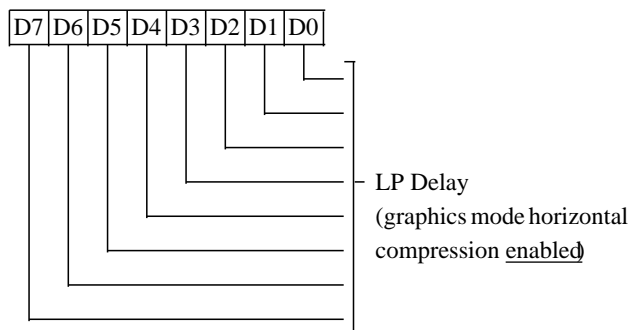 D7 D6 D5 D4 D3 D2 D1 D0
LP Delay
(graphics mode horizontal
compression enabled)